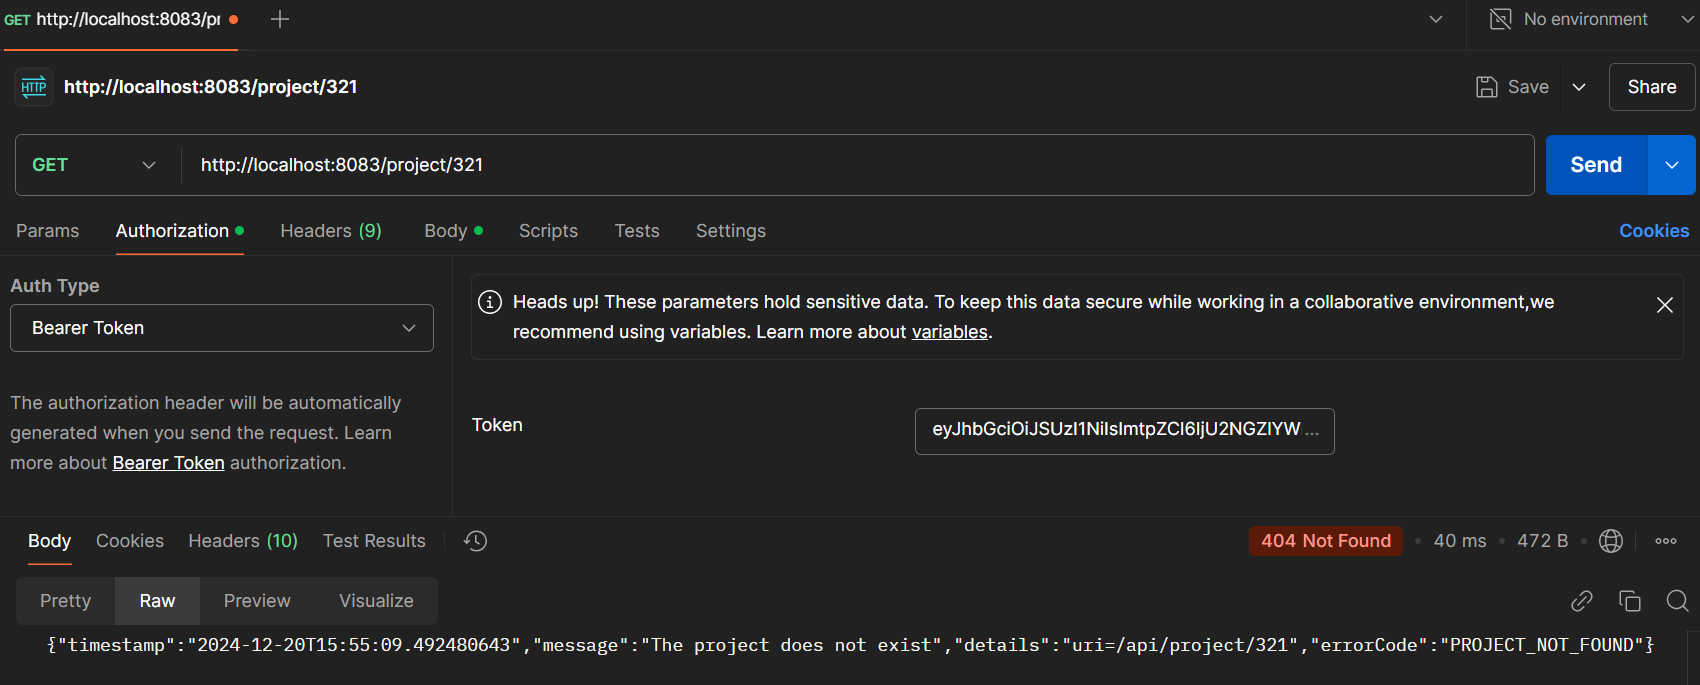 GET http://localhost:8083/pr
No environment
HTTP http://localhost:8083/project/321
Save
Share
GET http://localhost:8083/project/321
Send
Params Authorization Headers (9) Body Scripts Tests Settings Cookies
Auth Type
Bearer Token
Heads up! These parameters hold sensitive data. To keep this data secure while working in a collaborative environment,we
recommend using variables. Learn more about variables.
The authorization header will be automatically
generated when you send the request. Learn
more about Bearer Token authorization.
Token
eyJhbGciOiJSUzI1NiIsImtpZCI6IjU2NGZlYW ...
Body Cookies Headers (10) Test Results
404 Not Found • 40 ms • 472 B
Pretty Raw Preview Visualize
{"timestamp":"2024-12-20T15:55:09.492480643","message":"The project does not exist","details":"uri=/api/project/321","errorCode":"PROJECT_NOT_FOUND"}